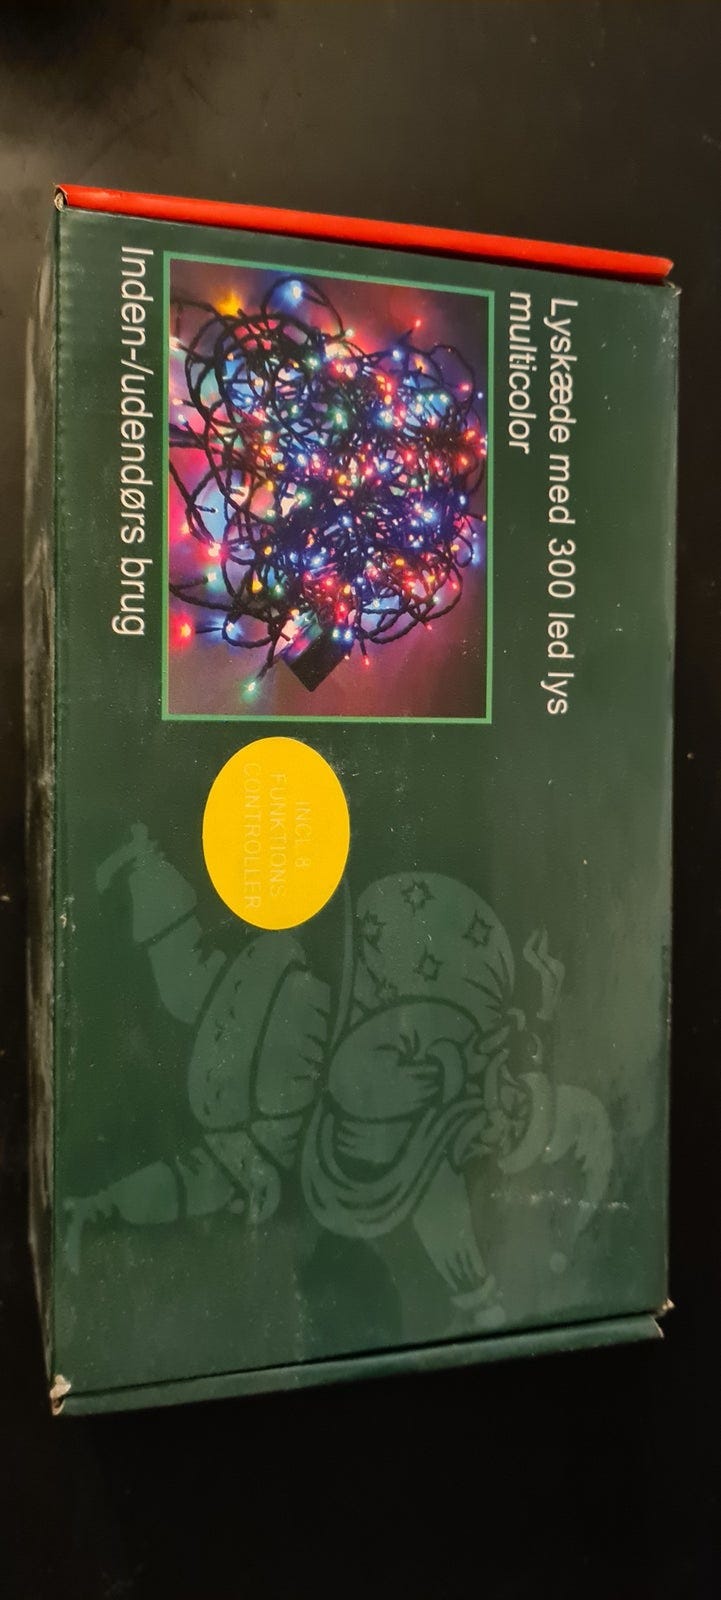 Lyskæde med 300 led lys
multicolor
Inden-/udendørs brug
INCL.8
FUNKTIONS
CONTROLLER